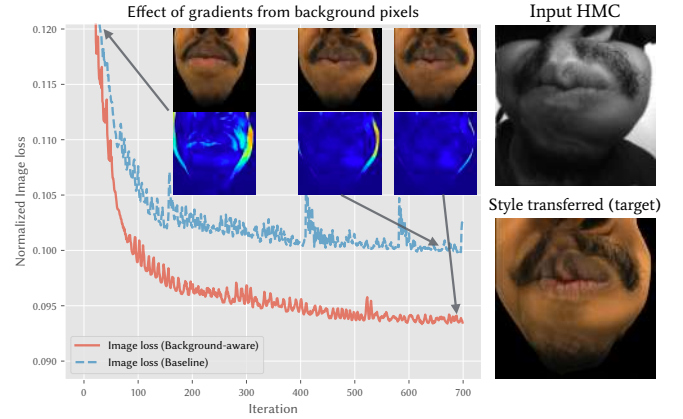 Effect of gradients from background pixels
Input HMC
0.120
0.115
0.110
0.105
0.100
0.095
0.090
Normalized Image loss
Style transferred (target)
Image loss (Background-aware)
Image loss (Baseline)
0
100
200
300
400
500
600
700
Iteration